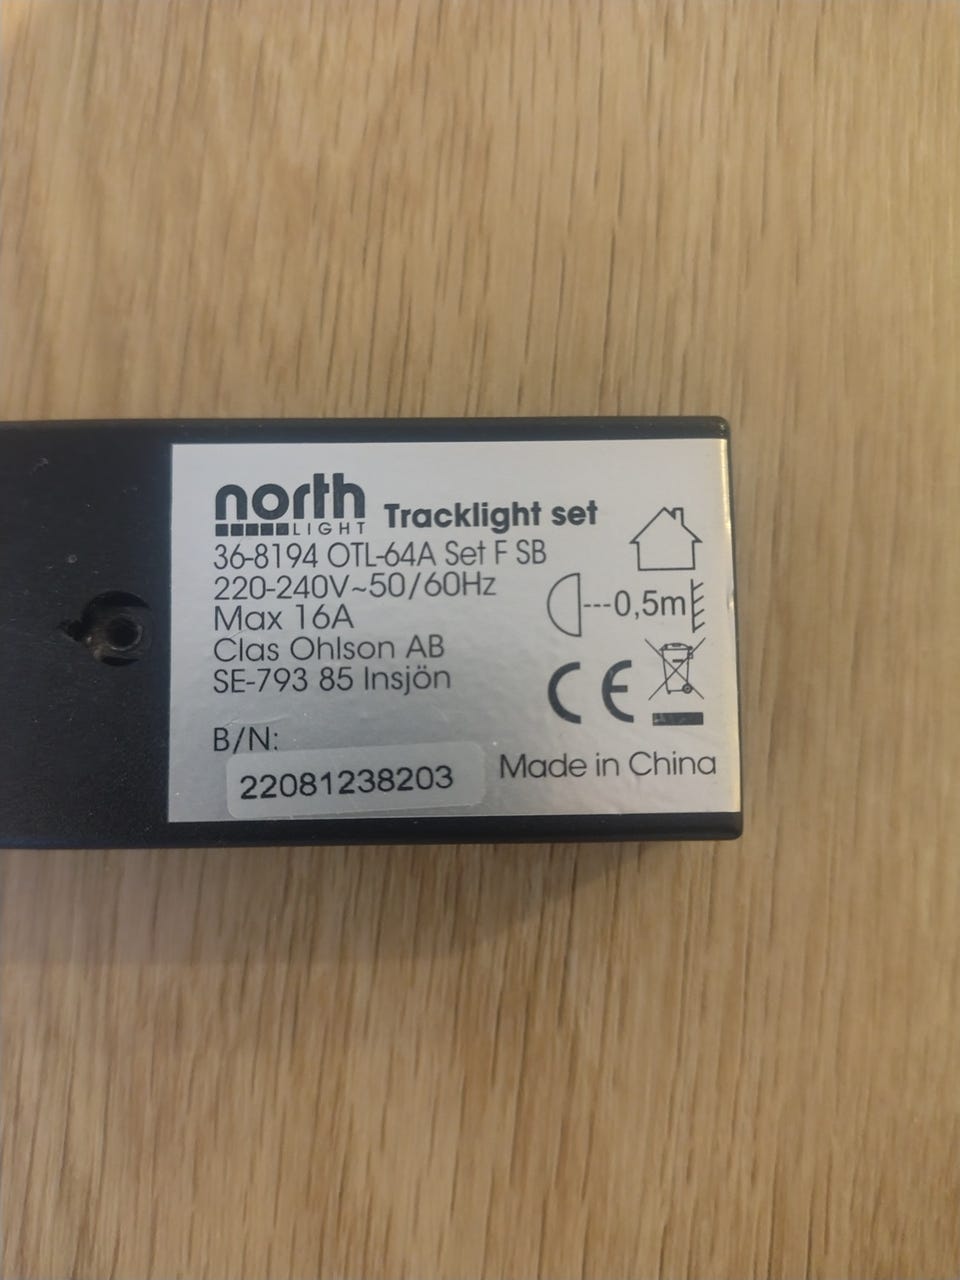 north
LIGHT
Tracklight set
36-8194 OTL-64A Set F SB
220-240V~50/60Hz
Max 16A
Clas Ohlson AB
SE-793 85 Insjön
0,5m
CE
B/N:
22081238203
Made in China